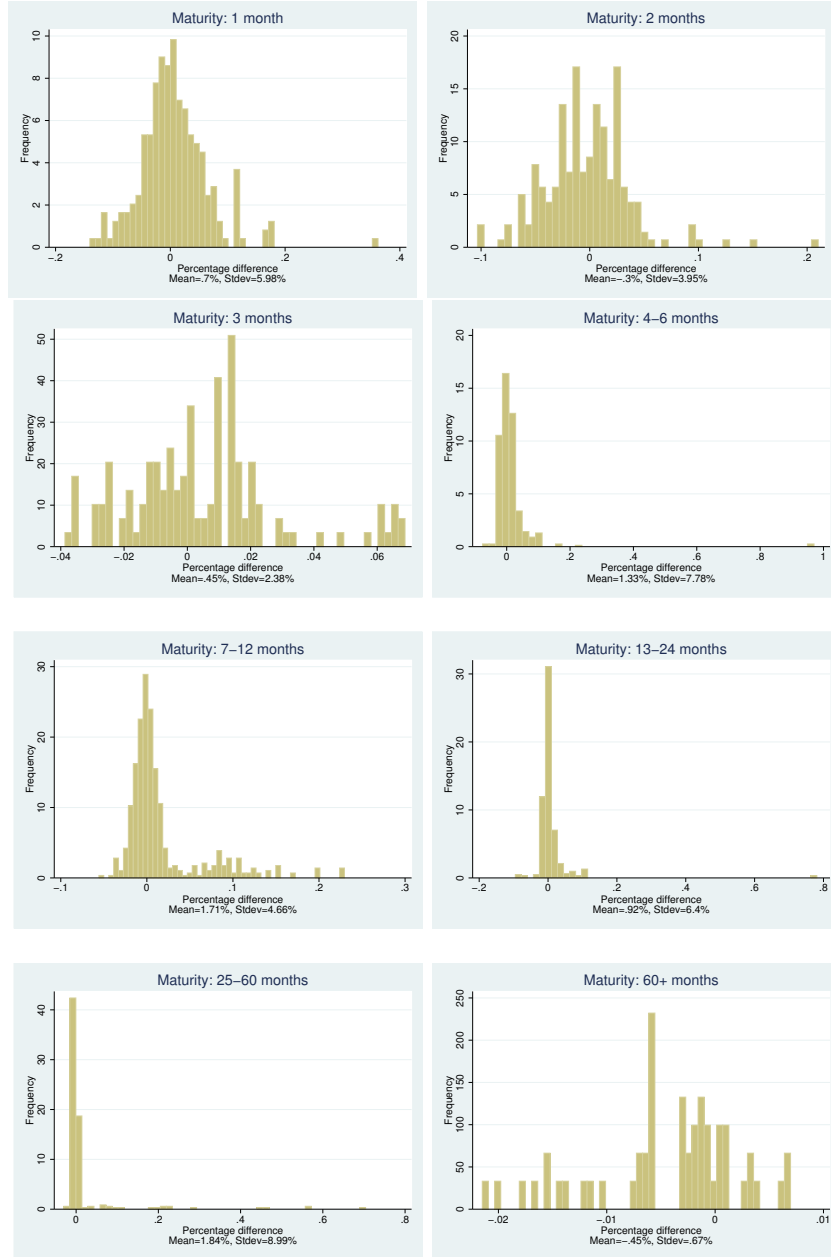 Maturity: 1 month
Frequency
10
8
6
4
2
0
−.2 0 .2 .4
Percentage difference
Mean=.7%, Stdev=5.98%
Maturity: 2 months
Frequency
20
15
10
5
0
−.1 0 .1 .2
Percentage difference
Mean=−.3%, Stdev=3.95%
Maturity: 3 months
Frequency
50
40
30
20
10
0
−.04 −.02 0 .02 .04 .06
Percentage difference
Mean=.45%, Stdev=2.38%
Maturity: 4−6 months
Frequency
20
15
10
5
0
0 .2 .4 .6 .8 1
Percentage difference
Mean=1.33%, Stdev=7.78%
Maturity: 7−12 months
Frequency
30
20
10
0
−.1 0 .1 .2 .3
Percentage difference
Mean=1.71%, Stdev=4.66%
Maturity: 13−24 months
Frequency
30
20
10
0
−.2 0 .2 .4 .6 .8
Percentage difference
Mean=.92%, Stdev=6.4%
Maturity: 25−60 months
Frequency
40
30
20
10
0
0 .2 .4 .6 .8
Percentage difference
Mean=1.84%, Stdev=8.99%
Maturity: 60+ months
Frequency
250
200
150
100
50
0
−.02 −.01 0 .01
Percentage difference
Mean=−.45%, Stdev=.67%